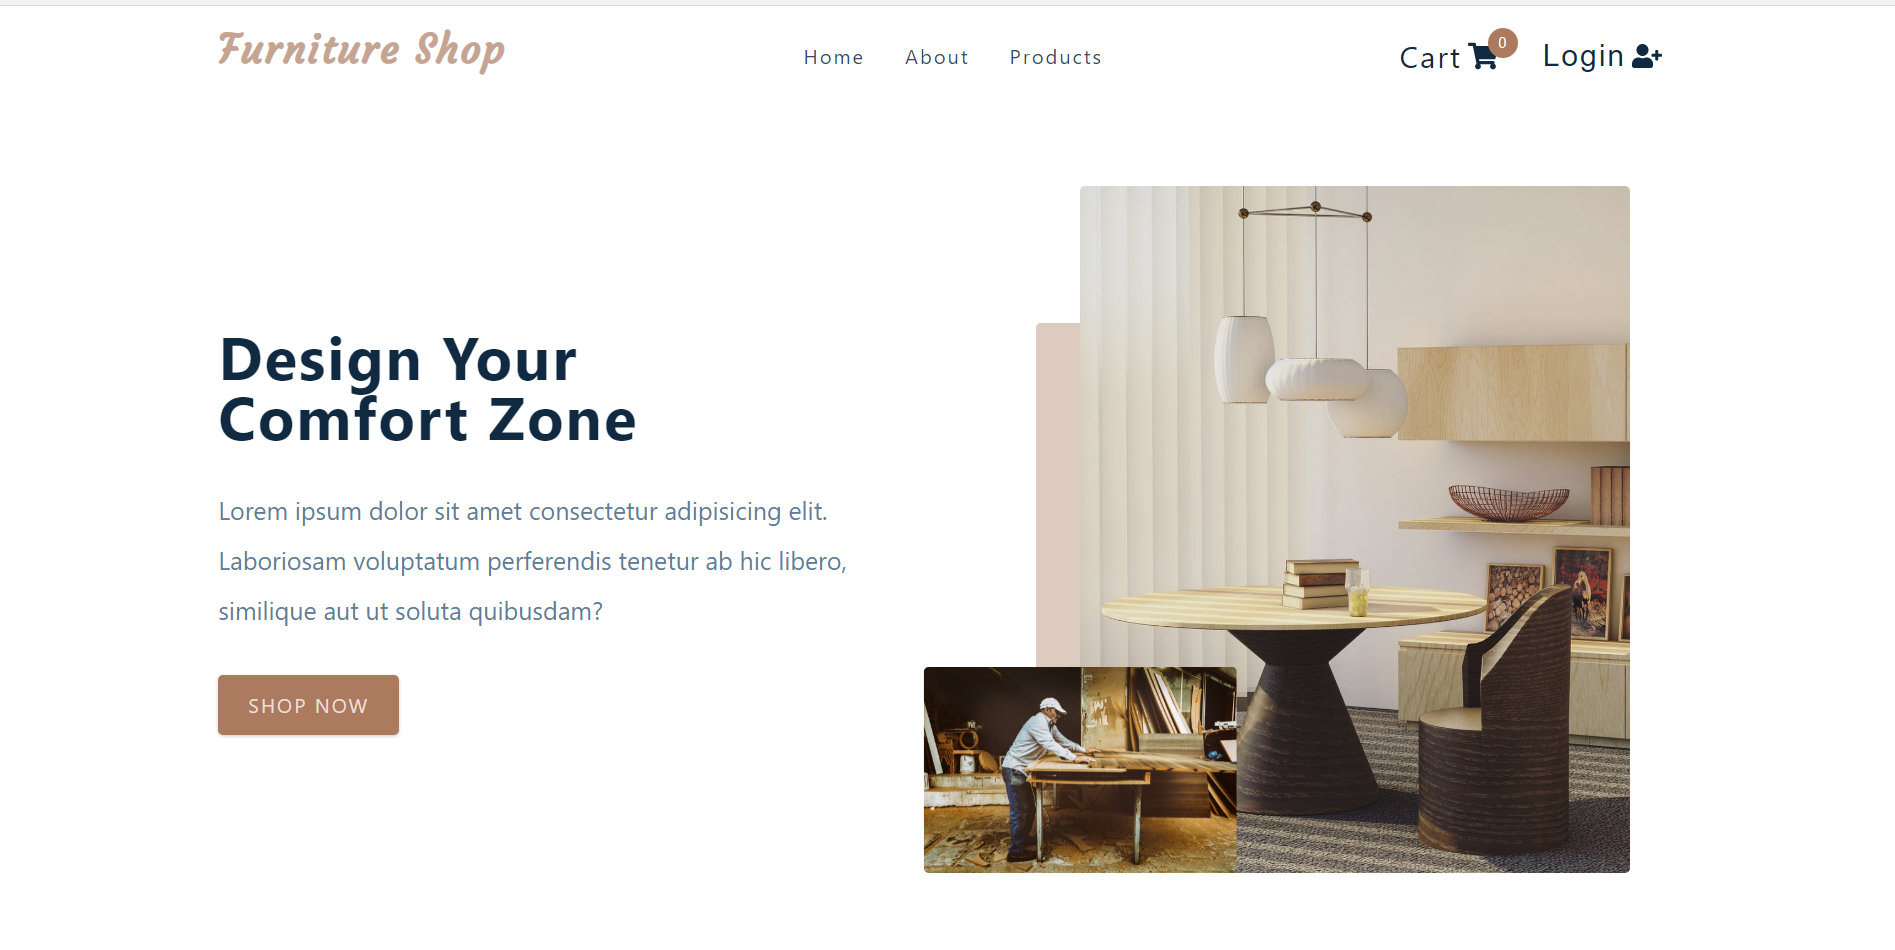 Furniture Shop
Home About Products
Cart 0 Login
Design Your
Comfort Zone
Lorem ipsum dolor sit amet consectetur adipisicing elit.
Laboriosam voluptatum perferendis tenetur ab hic libero,
similique aut ut soluta quibusdam?
SHOP NOW